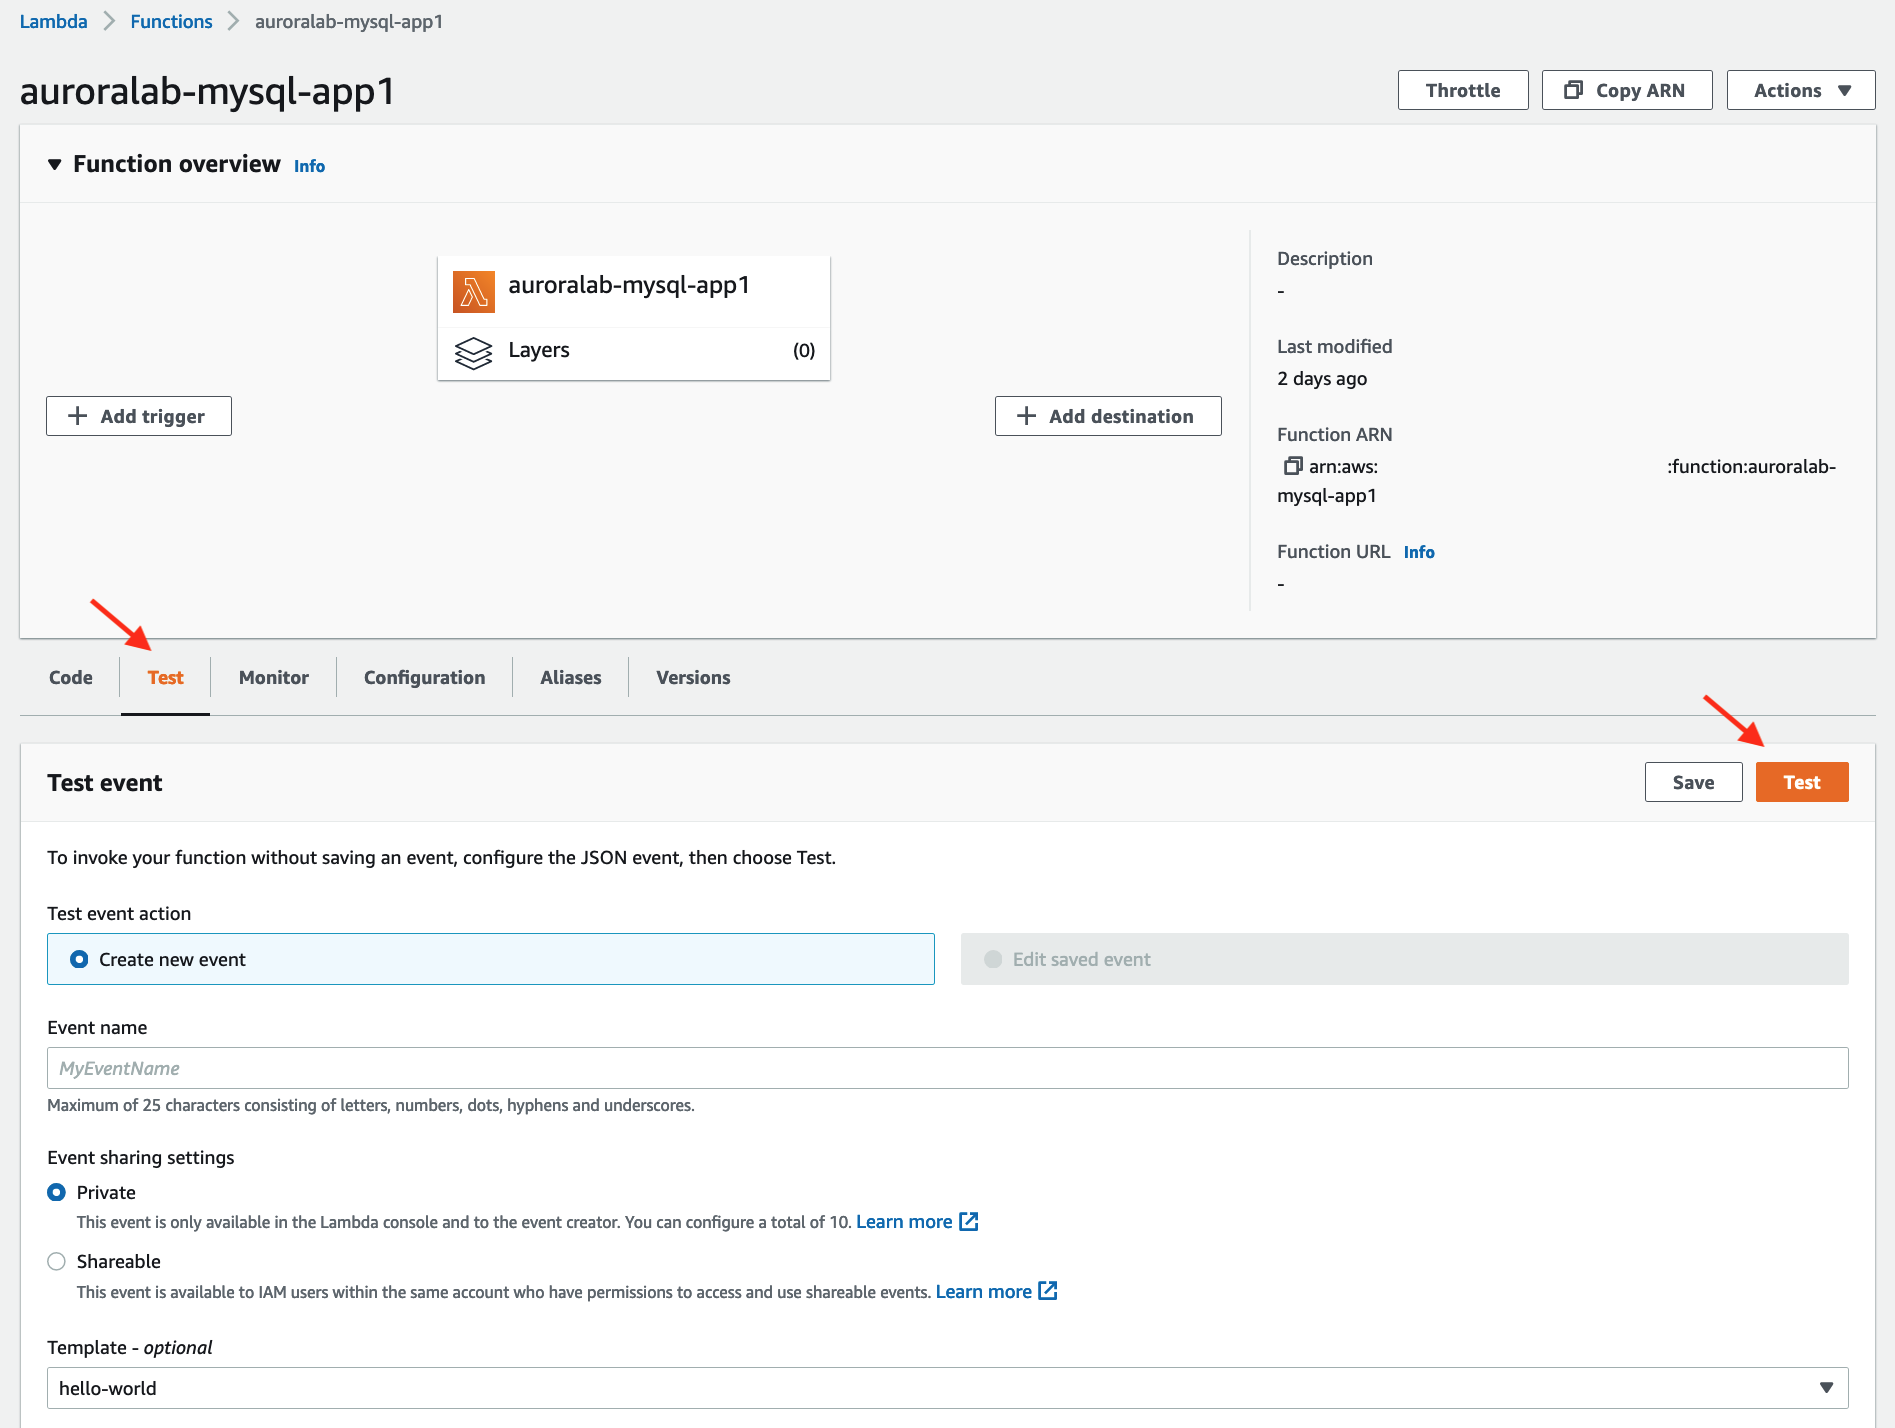 Lambda > Functions > auroralab-mysql-app1
auroralab-mysql-app1
Throttle
Copy ARN
Actions
Function overview Info
auroralab-mysql-app1
Layers (0)
Add trigger
Add destination
Description
-
Last modified
2 days ago
Function ARN
arn:aws: :function:auroralab-
mysql-app1
Function URL Info
-
Code
Test
Monitor
Configuration
Aliases
Versions
Test event
Save
Test
To invoke your function without saving an event, configure the JSON event, then choose Test.
Test event action
Create new event
Edit saved event
Event name
MyEventName
Maximum of 25 characters consisting of letters, numbers, dots, hyphens and underscores.
Event sharing settings
Private
This event is only available in the Lambda console and to the event creator. You can configure a total of 10. Learn more
Shareable
This event is available to IAM users within the same account who have permissions to access and use shareable events. Learn more
Template - optional
hello-world